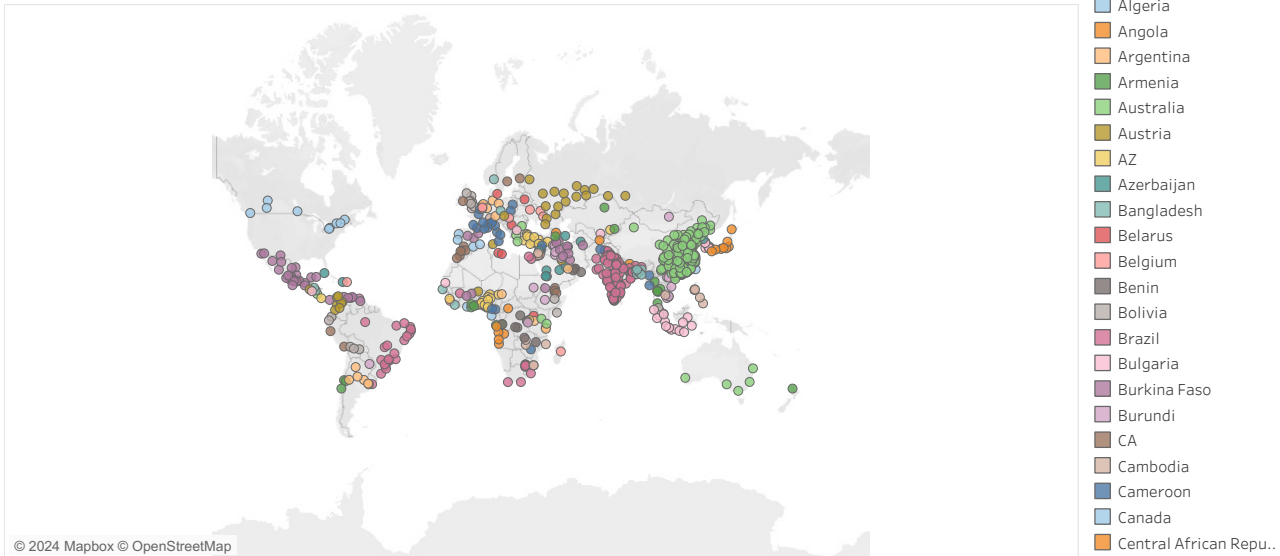 Algeria
Angola
Argentina
Armenia
Australia
Austria
AZ
Azerbaijan
Bangladesh
Belarus
Belgium
Benin
Bolivia
Brazil
Bulgaria
Burkina Faso
Burundi
CA
Cambodia
Cameroon
Canada
Central African Repu..
© 2024 Mapbox © OpenStreetMap